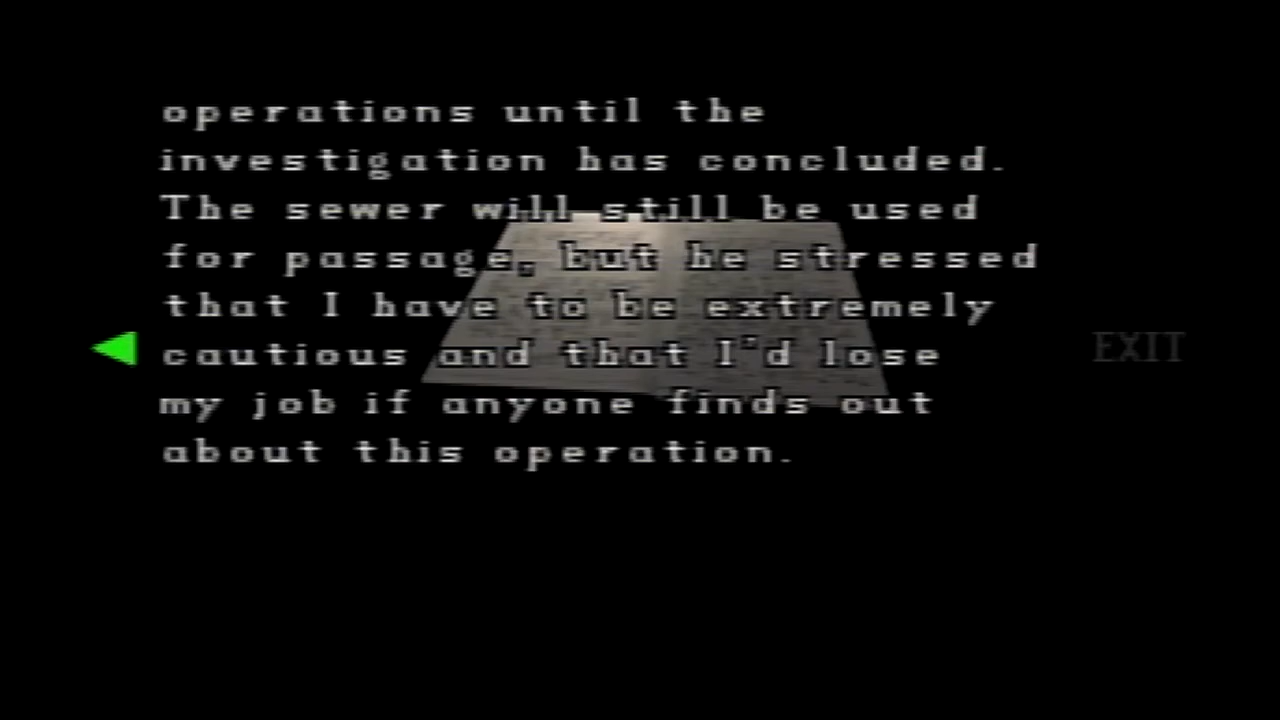 operations until the
investigation has concluded.
The sewer will still be used
for passage, but he stressed
that I have to be extremely
cautious and that I'd lose
my job if anyone finds out
about this operation.
EXIT